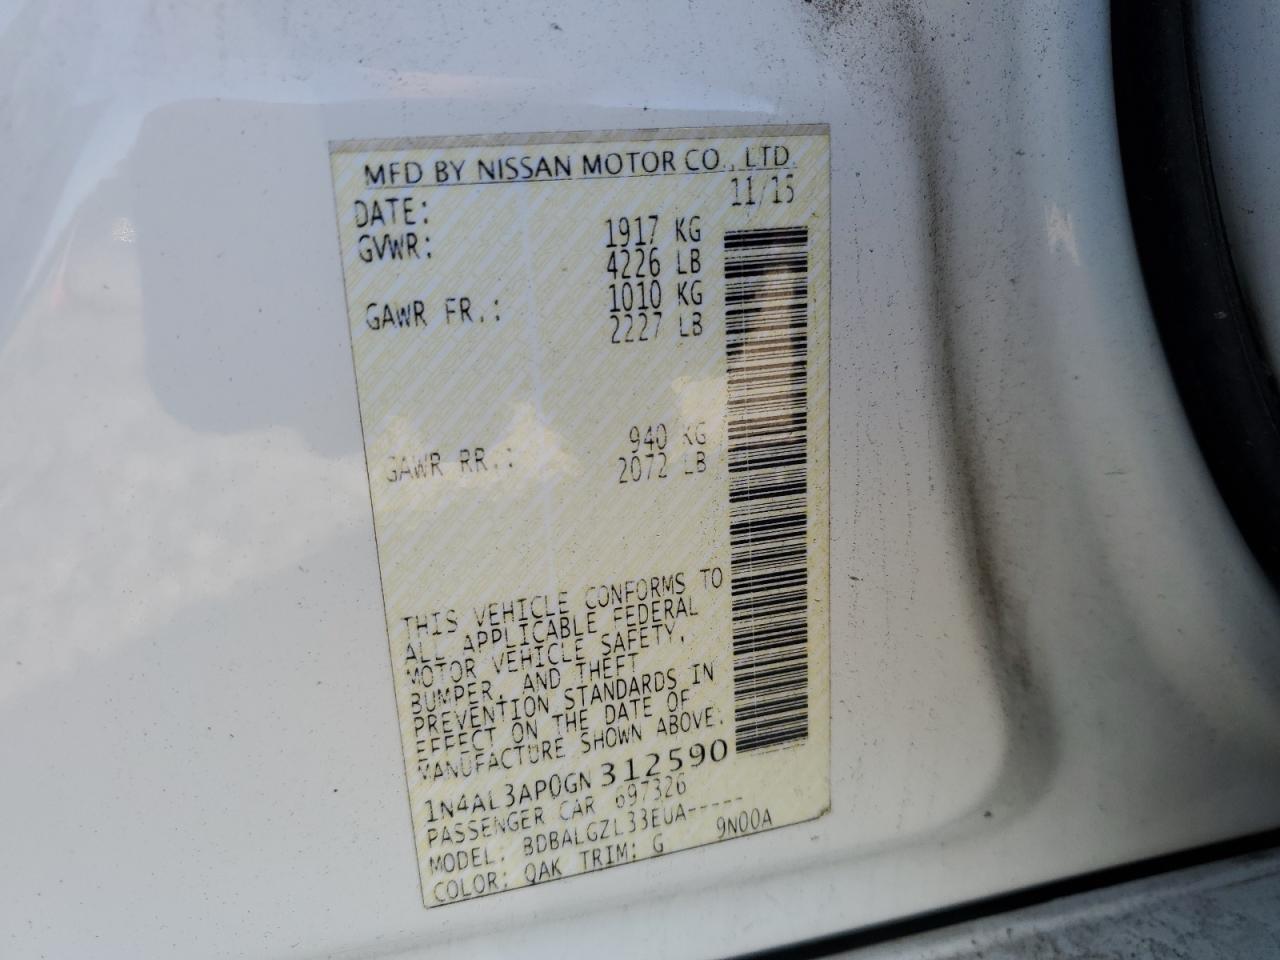 MFD BY NISSAN MOTOR CO., LTD.
DATE: 11/15
GVWR: 1917 KG
4226 LB
GAWR FR.: 1010 KG
2227 LB
GAWR RR.: 940 KG
2072 LB
THIS VEHICLE CONFORMS TO
ALL APPLICABLE FEDERAL
MOTOR VEHICLE SAFETY,
BUMPER, AND THEFT
PREVENTION STANDARDS IN
EFFECT ON THE DATE OF
MANUFACTURE SHOWN ABOVE.
1N4AL3AP0GN312590
PASSENGER CAR 697326
MODEL: BDBALGZL33EUA-----
COLOR: QAK TRIM: G 9N00A